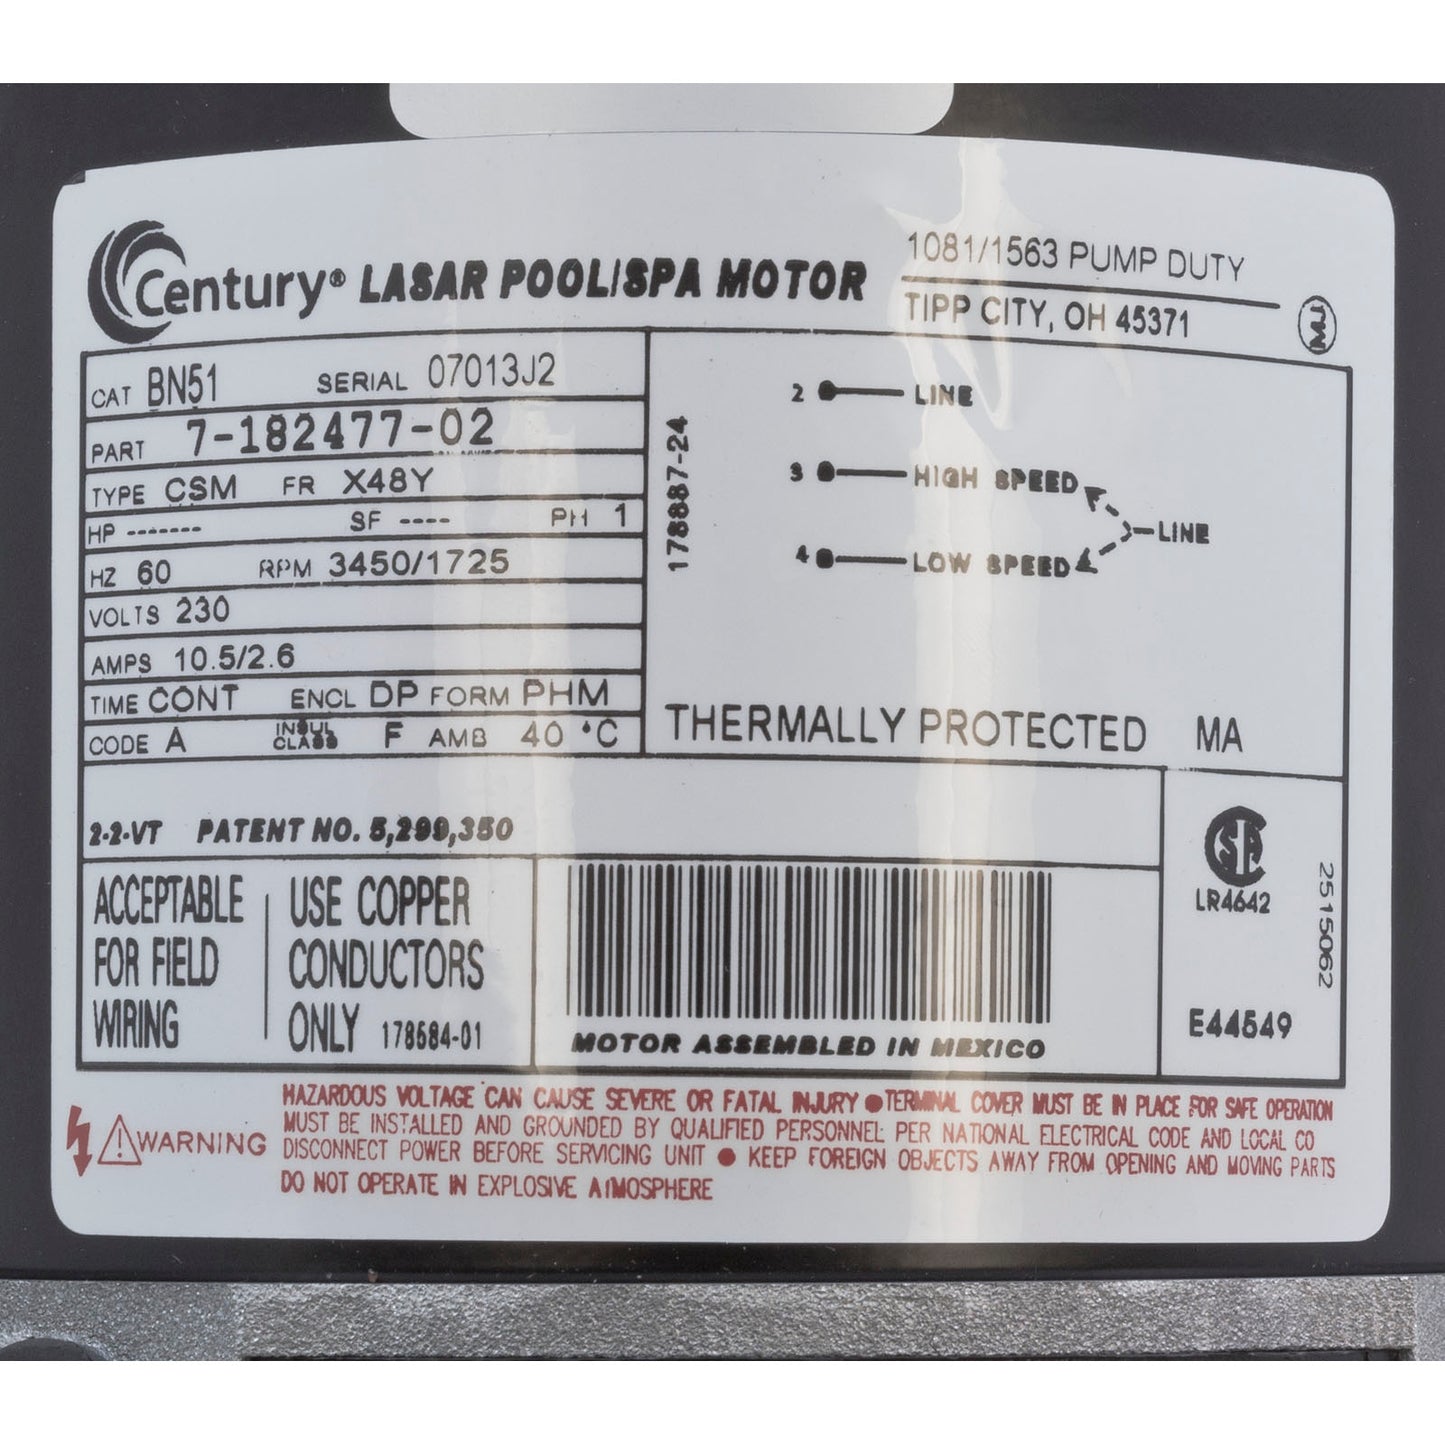 Century® LASAR POOL/SPA MOTOR
1081/1563 PUMP DUTY
TIPP CITY, OH 45371
CAT BN51 SERIAL 07013J2
PART 7-182477-02
TYPE CSM FR X48Y
HP ------- SF ---- PH 1
HZ 60 RPM 3450/1725
VOLTS 230
AMPS 10.5/2.6
TIME CONT ENCL DP FORM PHM
CODE A INSUL CLASS F AMB 40 °C
178887-24
2 LINE
3 HIGH SPEED
LINE
4 LOW SPEED
THERMALLY PROTECTED MA
2-2-VT PATENT NO. 5,299,350
ACCEPTABLE
FOR FIELD
WIRING
USE COPPER
CONDUCTORS
ONLY 178584-01
MOTOR ASSEMBLED IN MEXICO
LR4642
E44549
2515062
WARNING
HAZARDOUS VOLTAGE CAN CAUSE SEVERE OR FATAL INJURY ● TERMINAL COVER MUST BE IN PLACE FOR SAFE OPERATION
MUST BE INSTALLED AND GROUNDED BY QUALIFIED PERSONNEL PER NATIONAL ELECTRICAL CODE AND LOCAL CO
DISCONNECT POWER BEFORE SERVICING UNIT ● KEEP FOREIGN OBJECTS AWAY FROM OPENING AND MOVING PARTS
DO NOT OPERATE IN EXPLOSIVE ATMOSPHERE